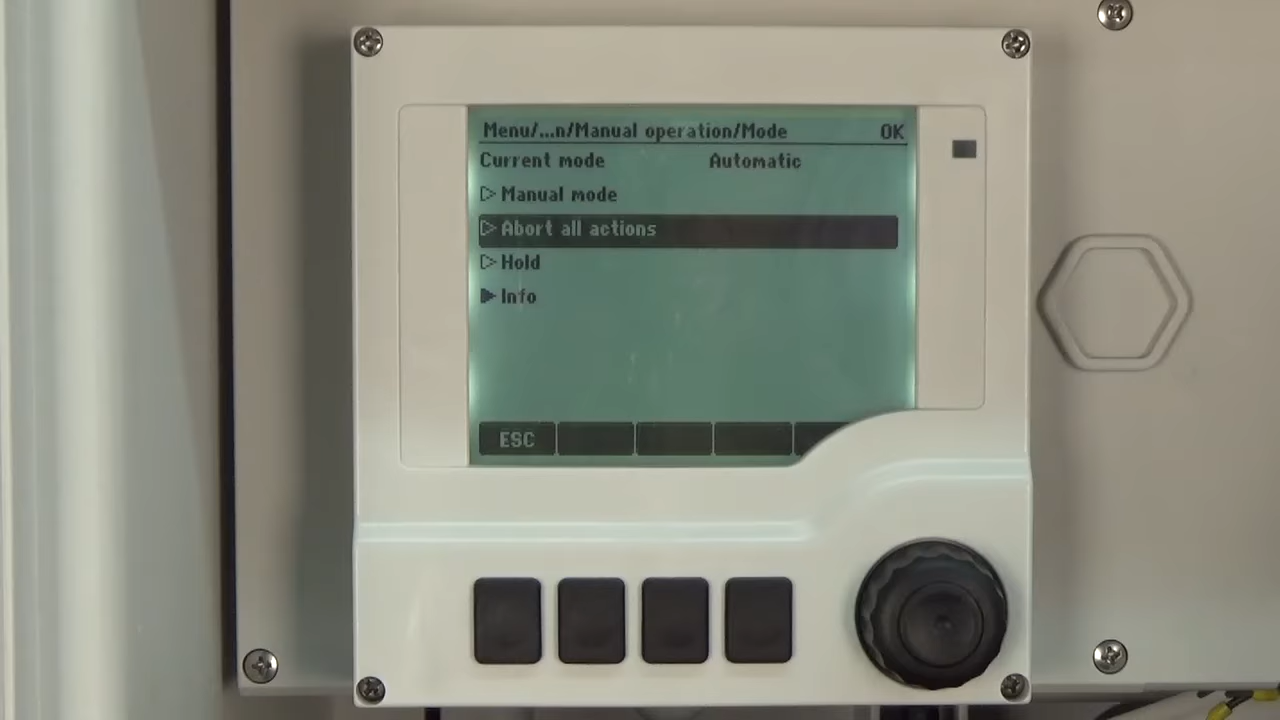 Menu/...n/Manual operation/Mode OK
Current mode Automatic
Manual mode
Abort all actions
Hold
Info
ESC